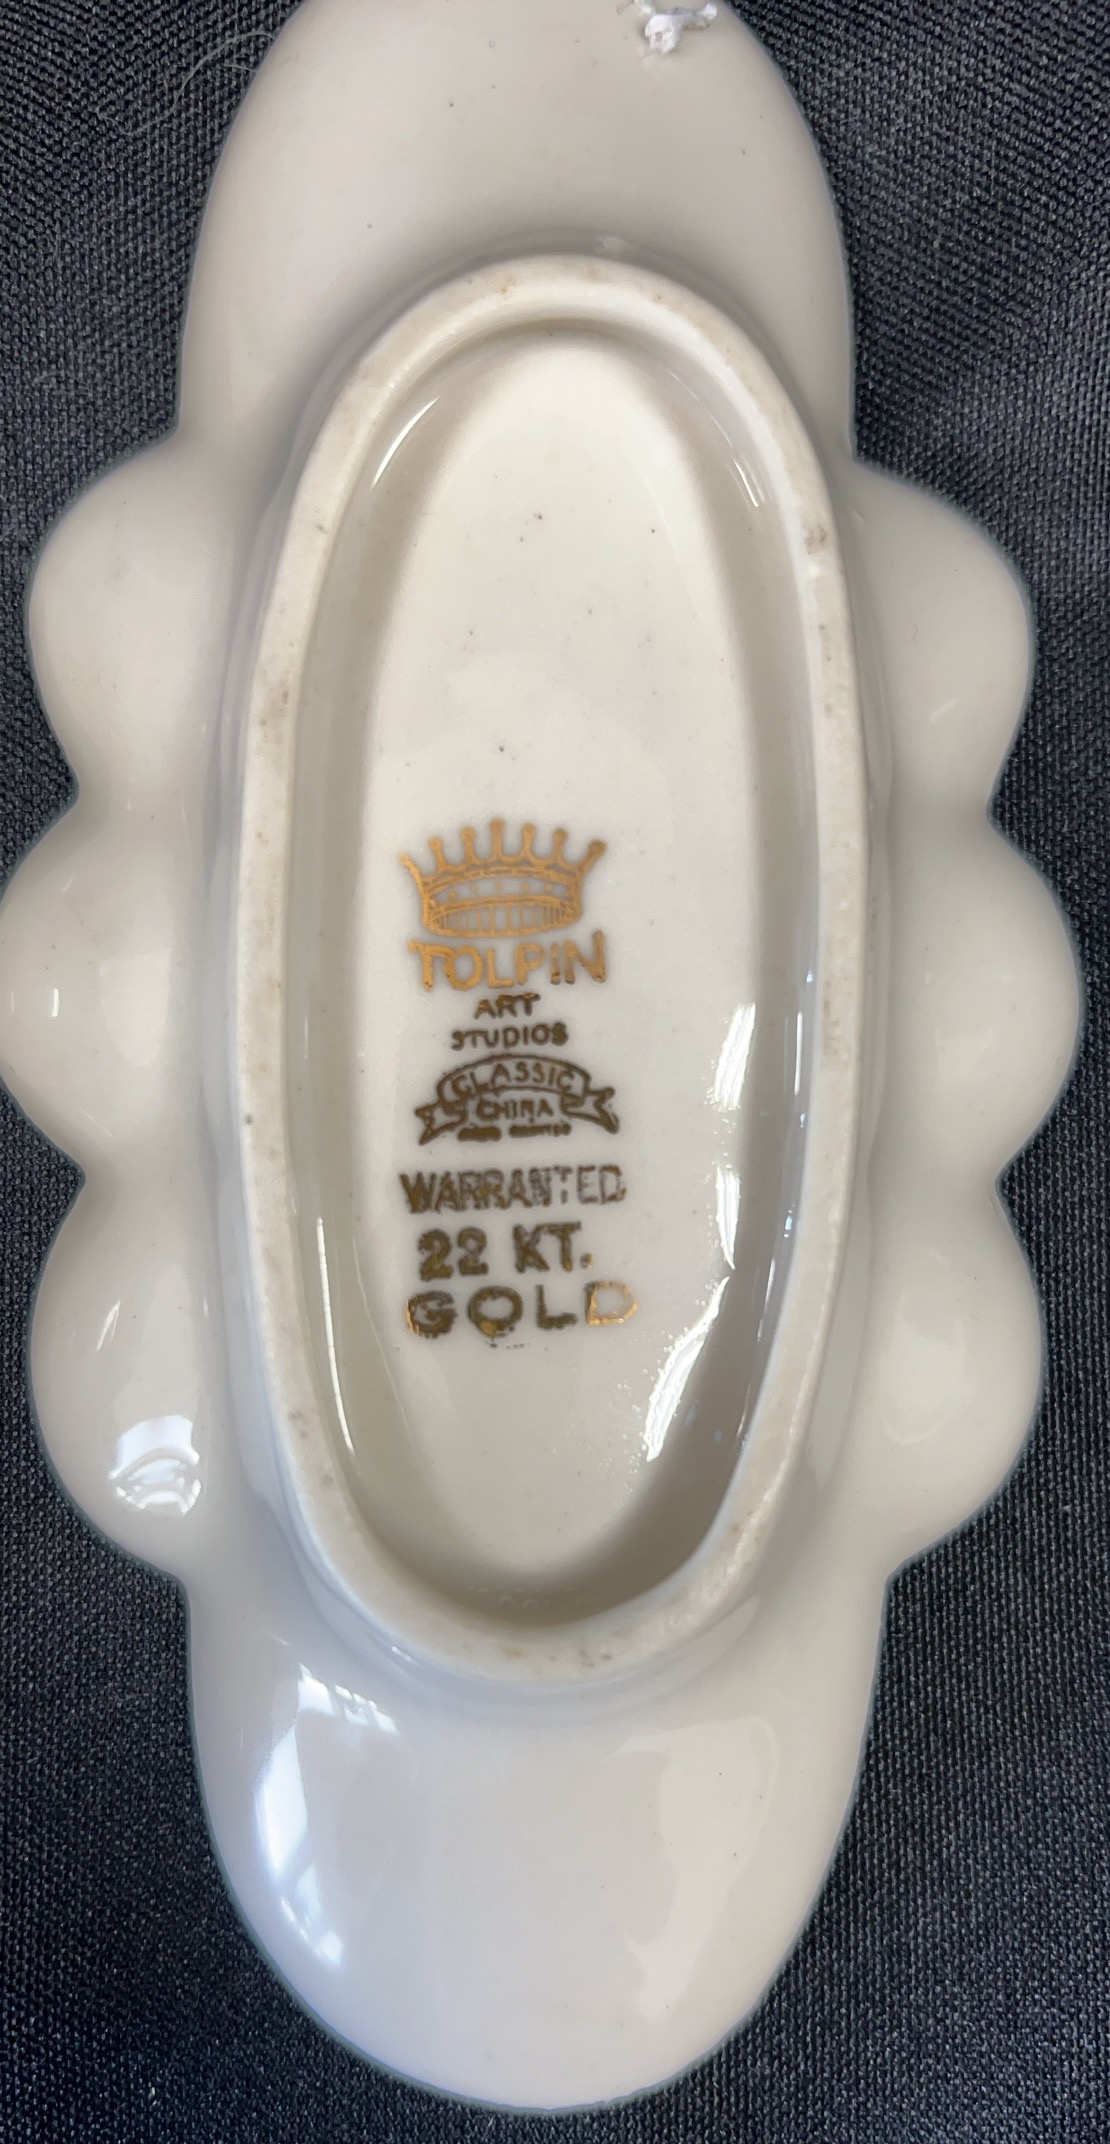 TOLPIN
ART
STUDIOS
CLASSIC
CHINA
WARRANTED
22 KT.
GOLD